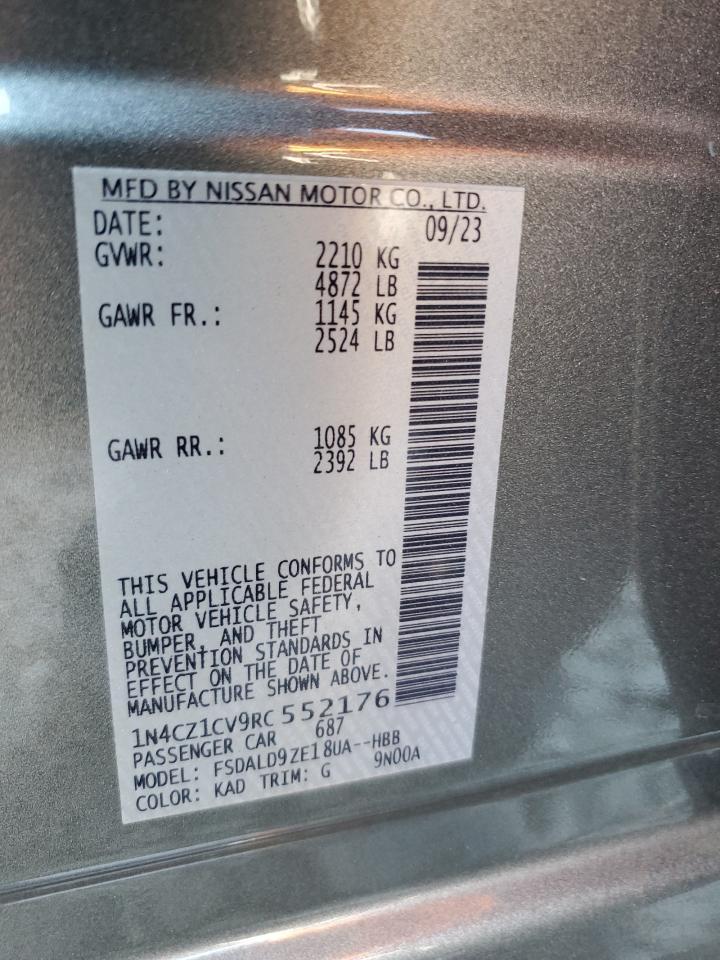 MFD BY NISSAN MOTOR CO., LTD.
DATE: 09/23
GVWR: 2210 KG
4872 LB
GAWR FR.: 1145 KG
2524 LB
GAWR RR.: 1085 KG
2392 LB
THIS VEHICLE CONFORMS TO
ALL APPLICABLE FEDERAL
MOTOR VEHICLE SAFETY,
BUMPER, AND THEFT
PREVENTION STANDARDS IN
EFFECT ON THE DATE OF
MANUFACTURE SHOWN ABOVE.
1N4CZ1CV9RC552176
PASSENGER CAR 687
MODEL: FSDALD9ZE18UA--HBB
COLOR: KAD TRIM: G 9N00A